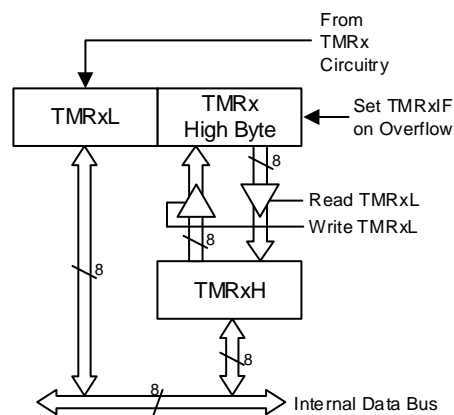 From
TMRx
Circuitry
TMRxL
TMRx
High Byte
Set TMRxIF
on Overflow
8
Read TMRxL
Write TMRxL
8
8
TMRxH
8
8
Internal Data Bus